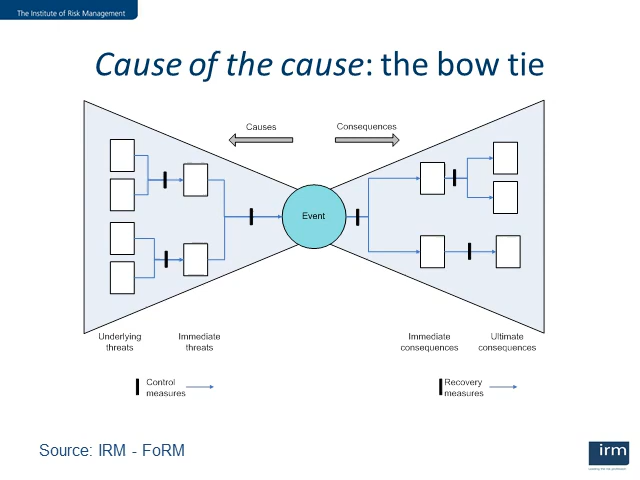 The Institute of Risk Management
Cause of the cause: the bow tie
Causes
Consequences
Event
Underlying
threats
Immediate
threats
Immediate
consequences
Ultimate
consequences
Control
measures
Recovery
measures
Source: IRM - FoRM
irm